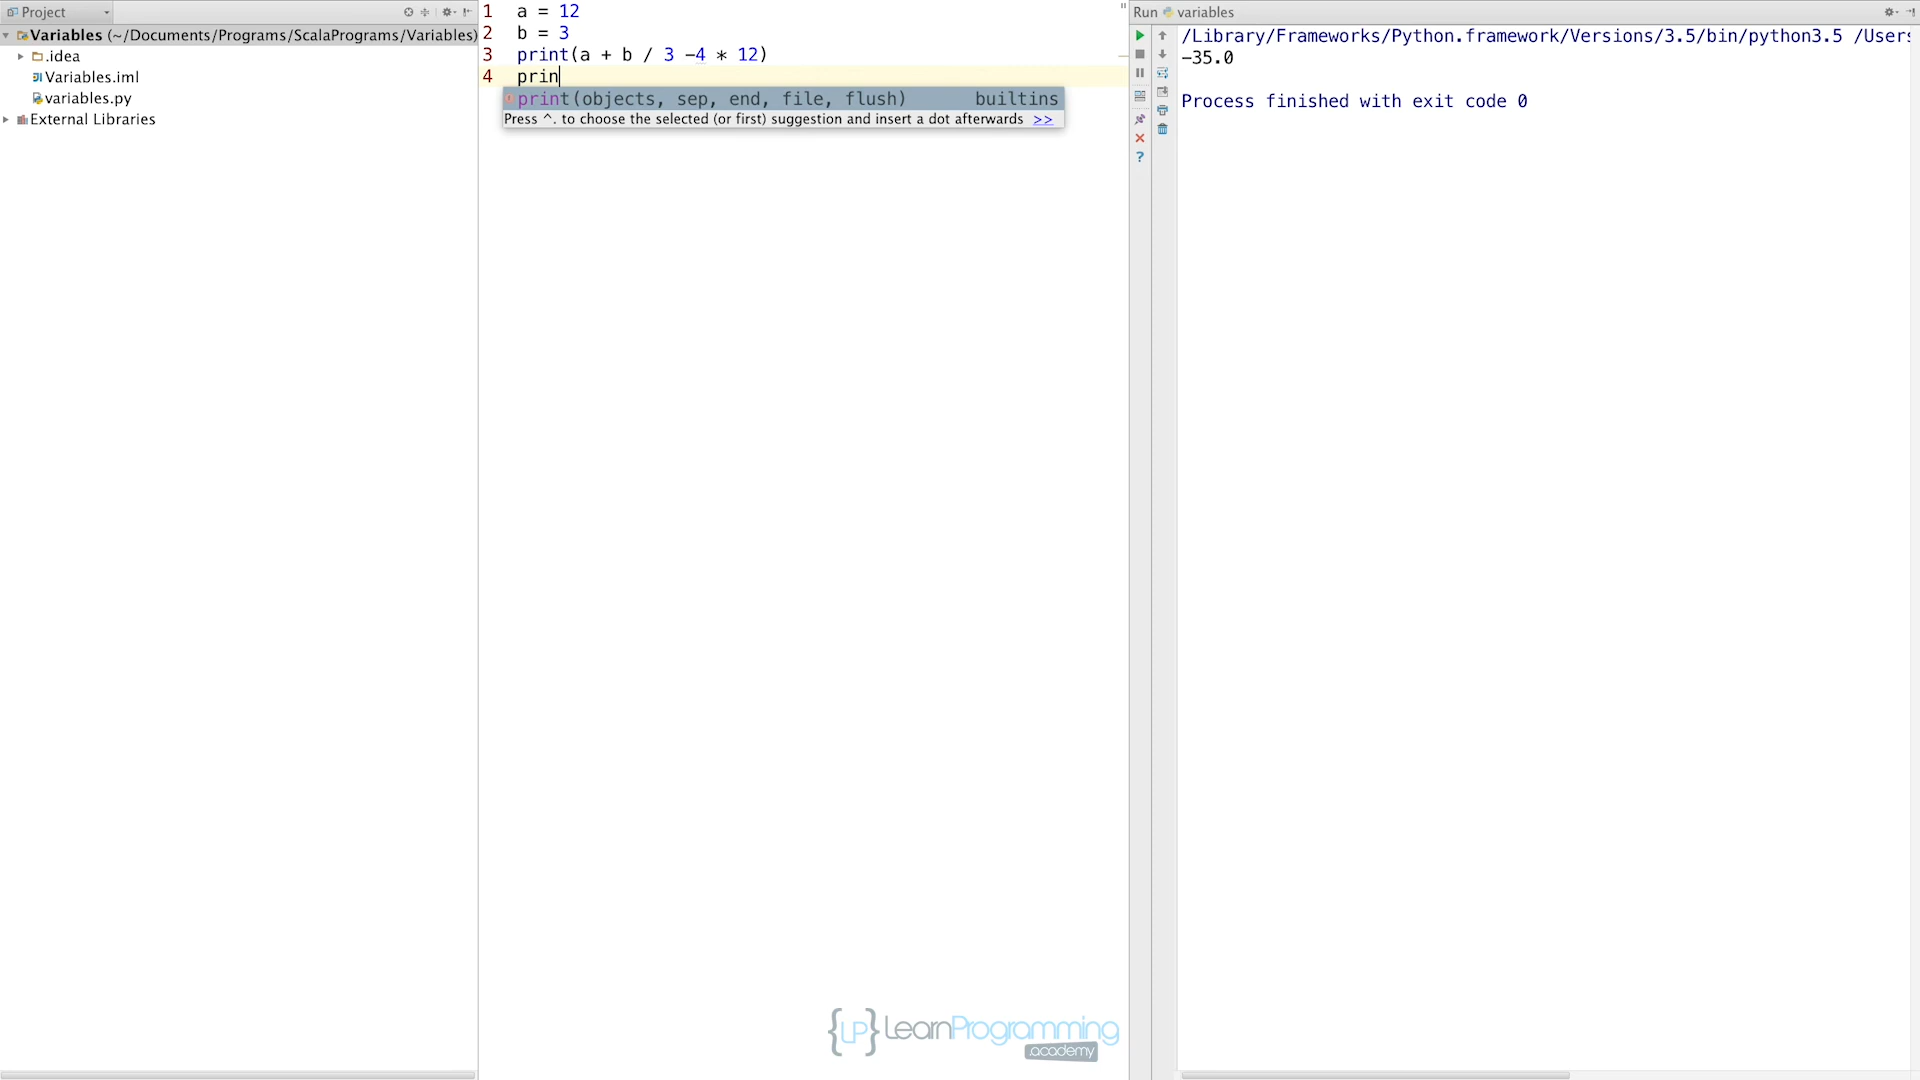 Project
Variables (~/Documents/Programs/ScalaPrograms/Variables)
.idea
Variables.iml
variables.py
External Libraries
1 a = 12
2 b = 3
3 print(a + b / 3 -4 * 12)
4 prin
print(objects, sep, end, file, flush) builtins
Press ^. to choose the selected (or first) suggestion and insert a dot afterwards >>
Run variables
/Library/Frameworks/Python.framework/Versions/3.5/bin/python3.5 /Users
-35.0
Process finished with exit code 0
{LP} LearnProgramming
.academy